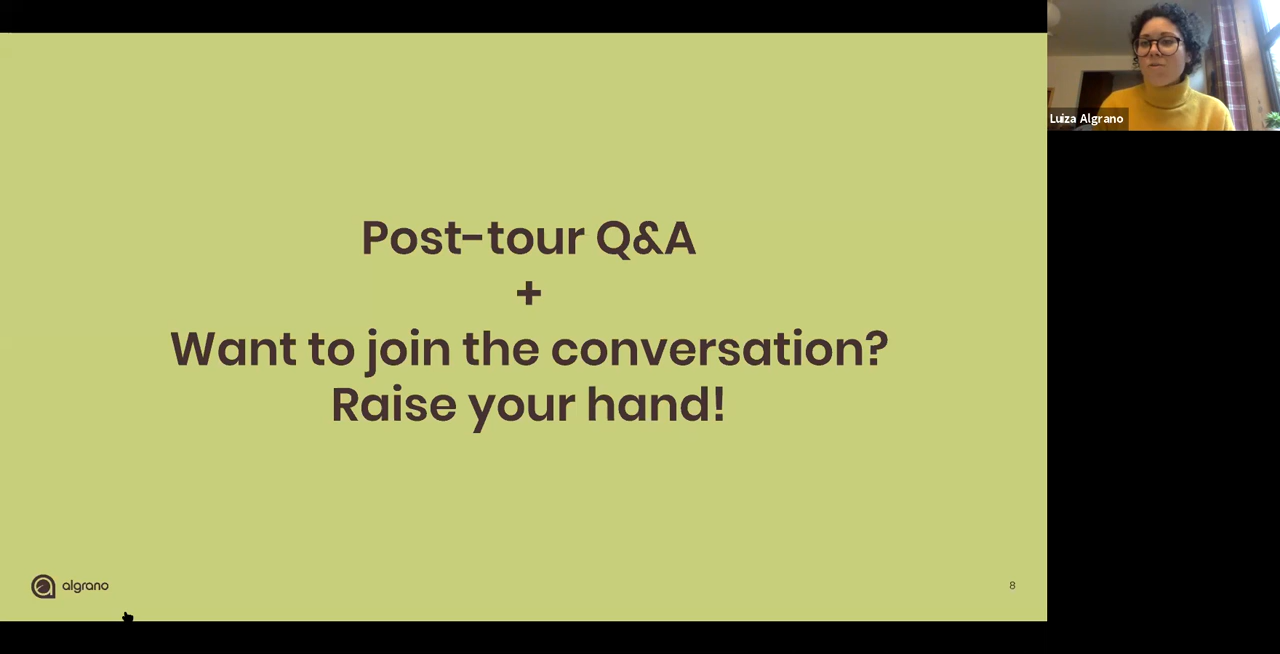 Post-tour Q&A
+
Want to join the conversation?
Raise your hand!
algrano
8
Luiza Algrano